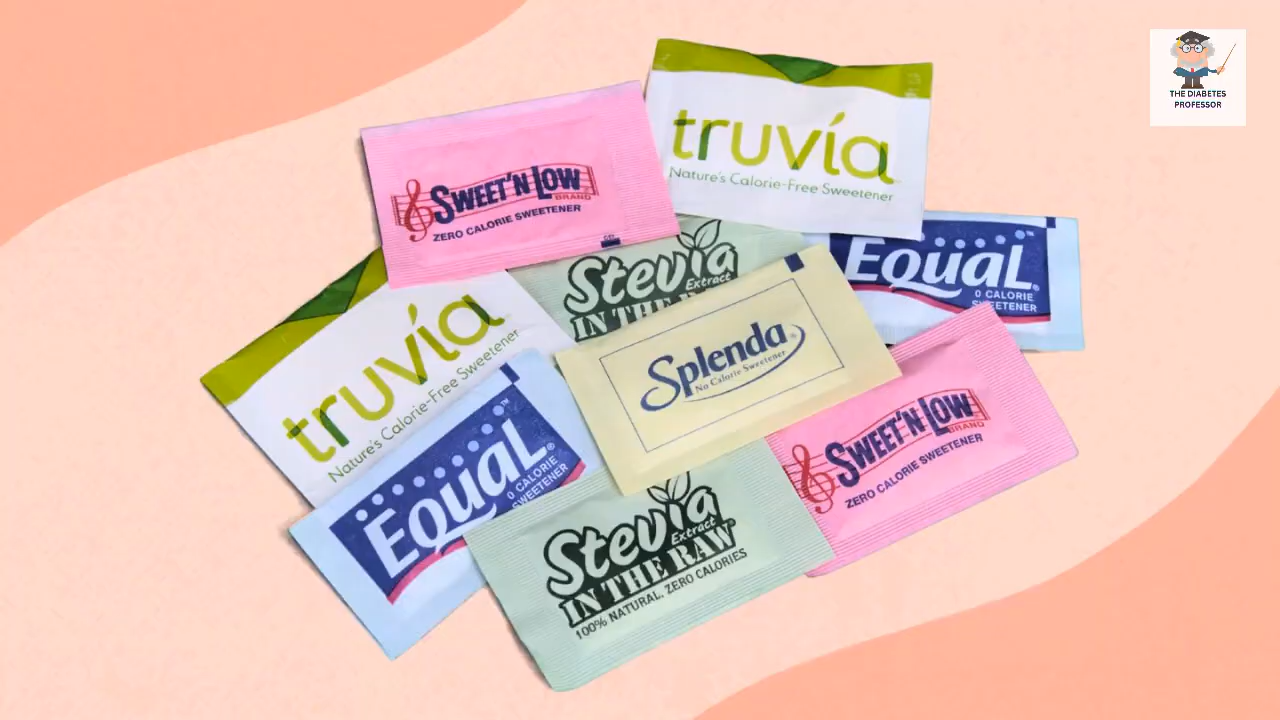 THE DIABETES
PROFESSOR
truvía
Nature's Calorie-Free Sweetener
SWEET'N LOW
BRAND
ZERO CALORIE SWEETENER
EQUAL®
0 CALORIE
SWEETENER
Stevia
Extract
IN THE
truvía
Nature's Calorie-Free Sweetener
Splenda®
No Calorie Sweetener
EQUAL®
0 CALORIE
SWEETENER
SWEET'N LOW
BRAND
ZERO CALORIE SWEETENER
Stevia
Extract
IN THE RAW
100% NATURAL. ZERO CALORIES